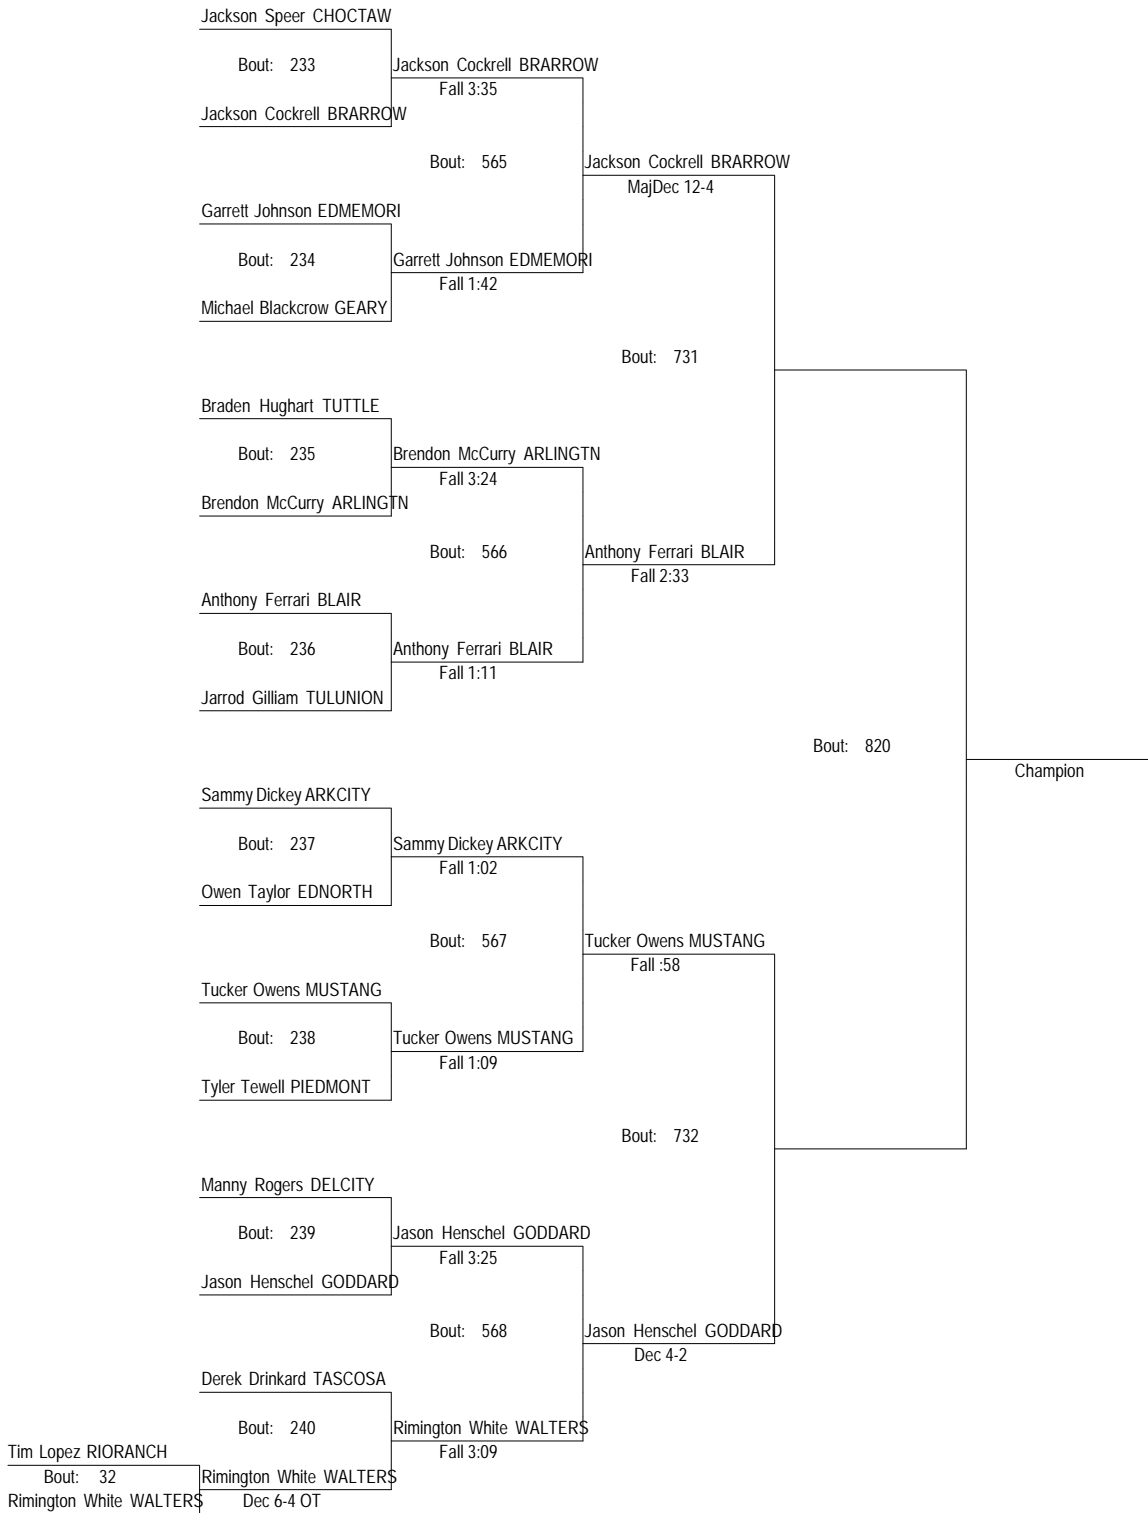 Jackson Speer CHOCTAW
Bout: 233
Jackson Cockrell BRARROW
Fall 3:35
Jackson Cockrell BRARROW
Bout: 565
Jackson Cockrell BRARROW
MajDec 12-4
Garrett Johnson EDMEMORI
Bout: 234
Garrett Johnson EDMEMORI
Fall 1:42
Michael Blackcrow GEARY
Bout: 731
Braden Hughart TUTTLE
Bout: 235
Brendon McCurry ARLINGTN
Fall 3:24
Brendon McCurry ARLINGTN
Bout: 566
Anthony Ferrari BLAIR
Fall 2:33
Anthony Ferrari BLAIR
Bout: 236
Anthony Ferrari BLAIR
Fall 1:11
Jarrod Gilliam TULUNION
Bout: 820
Champion
Sammy Dickey ARKCITY
Bout: 237
Sammy Dickey ARKCITY
Fall 1:02
Owen Taylor EDNORTH
Bout: 567
Tucker Owens MUSTANG
Fall :58
Tucker Owens MUSTANG
Bout: 238
Tucker Owens MUSTANG
Fall 1:09
Tyler Tewell PIEDMONT
Bout: 732
Manny Rogers DELCITY
Bout: 239
Jason Henschel GODDARD
Fall 3:25
Jason Henschel GODDARD
Bout: 568
Jason Henschel GODDARD
Dec 4-2
Derek Drinkard TASCOSA
Bout: 240
Rimington White WALTERS
Fall 3:09
Tim Lopez RIORANCH
Bout: 32
Rimington White WALTERS
Rimington White WALTERS
Dec 6-4 OT